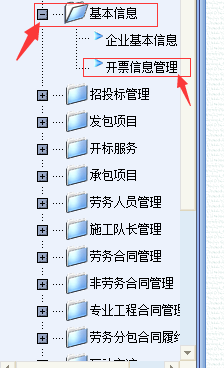 基本信息
企业基本信息
开票信息管理
招投标管理
发包项目
开标服务
承包项目
劳务人员管理
施工队长管理
劳务合同管理
非劳务合同管理
专业工程合同管理
劳务分包合同履约